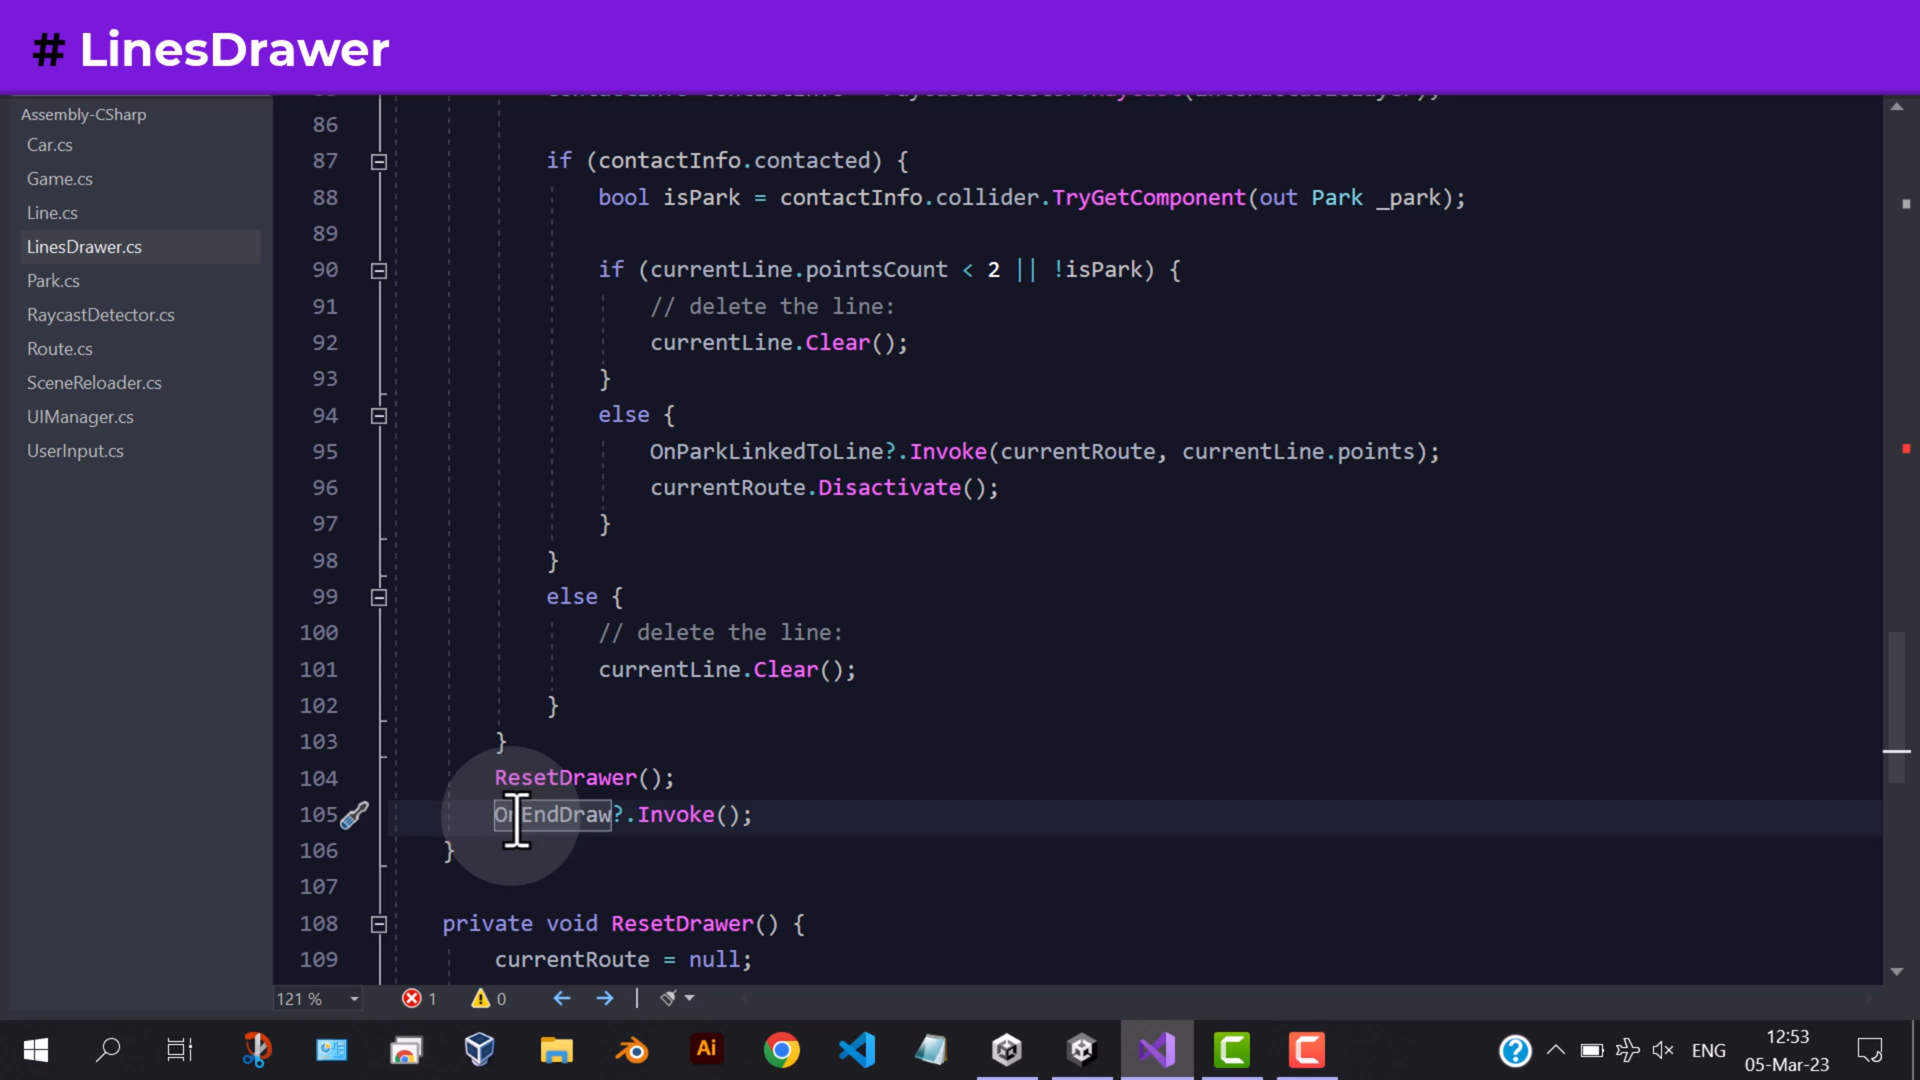 # LinesDrawer
Assembly-CSharp
Car.cs
Game.cs
Line.cs
LinesDrawer.cs
Park.cs
RaycastDetector.cs
Route.cs
SceneReloader.cs
UIManager.cs
UserInput.cs
86
87 if (contactInfo.contacted) {
88 bool isPark = contactInfo.collider.TryGetComponent(out Park _park);
89
90 if (currentLine.pointsCount < 2 || !isPark) {
91 // delete the line:
92 currentLine.Clear();
93 }
94 else {
95 OnParkLinkedToLine?.Invoke(currentRoute, currentLine.points);
96 currentRoute.Disactivate();
97 }
98 }
99 else {
100 // delete the line:
101 currentLine.Clear();
102 }
103 }
104 ResetDrawer();
105 OnEndDraw?.Invoke();
106 }
107
108 private void ResetDrawer() {
109 currentRoute = null;
121 % 1 0
Ai
ENG
12:53
05-Mar-23